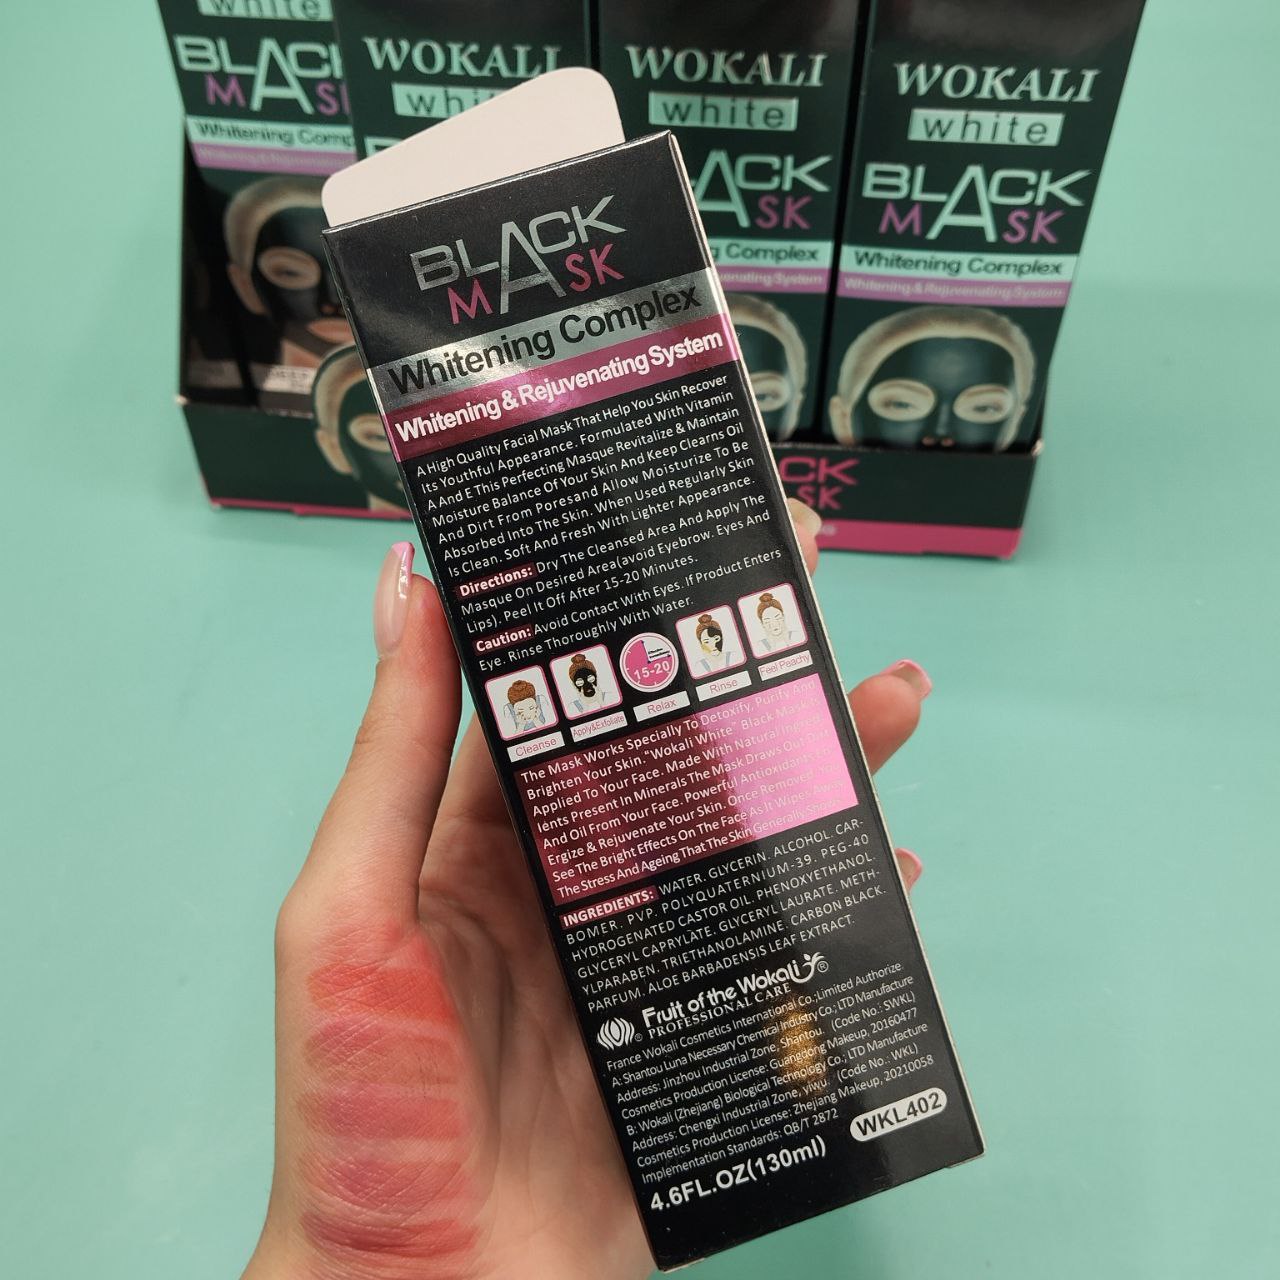 white
BLACK
MASK
Whitening Comp
WOKALI
whi
WOKALI
white
BLACK
MASK
g Complex
WOKALI
white
BLACK
MASK
Whitening Complex
Whitening & Rejuvenating System
BLACK
MASK
Whitening Complex
Whitening & Rejuvenating System
A High Quality Facial Mask That Help You Skin Recover
Its Youthful Appearance. Formulated With Vitamin
A And E This Perfecting Masque Revitalize & Maintain
Moisture Balance Of Your Skin And Keep Clearns Oil
And Dirt From Poresand Allow Moisturize To Be
Absorbed Into The Skin. When Used Regularly Skin
Is Clean. Soft And Fresh With Lighter Appearance.
Directions: Dry The Cleansed Area And Apply The
Masque On Desired Area(avoid Eyebrow. Eyes And
Lips). Peel It Off After 15-20 Minutes.
Caution: Avoid Contact With Eyes. If Product Enters
Eye. Rinse Thoroughly With Water.
15-20
Cleanse
Apply&Exfoliate
Relax
Rinse
Feel Peachy
The Mask Works Specially To Detoxify, Purify And
Brighten Your Skin. "Wokali White" Black Mask Is
Applied To Your Face. Made With Natural Ingred-
ients Present In Minerals The Mask Draws Out Dirt
And Oil From Your Face. Powerful Antioxidants En-
Ergize & Rejuvenate Your Skin. Once Removed. You
See The Bright Effects On The Face As It Wipes Away
The Stress And Ageing That The Skin Generally Shows.
INGREDIENTS: WATER. GLYCERIN. ALCOHOL. CAR-
BOMER. PVP. POLYQUATERNIUM-39. PEG-40
HYDROGENATED CASTOR OIL. PHENOXYETHANOL.
GLYCERYL CAPRYLATE. GLYCERYL LAURATE. METH-
YLPARABEN. TRIETHANOLAMINE. CARBON BLACK.
PARFUM. ALOE BARBADENSIS LEAF EXTRACT.
Fruit of the Wokali®
® PROFESSIONAL CARE
France Wokali Cosmetics International Co.;Limited Authorize.
A: Shantou Luna Necessary Chemical Industry Co.; LTD Manufacture
Address: Jinzhou Industrial Zone, Shantou. (Code No.: SWKL)
Cosmetics Production License: Guangdong Makeup, 20160477
B: Wokali (Zhejiang) Biological Technology Co.; LTD Manufacture
Address: Chengxi Industrial Zone, yiwu (Code No.: WKL)
Cosmetics Production License: Zhejiang Makeup, 20210058
Implementation Standards: QB/T 2872
4.6FL.OZ(130ml)
WKL402